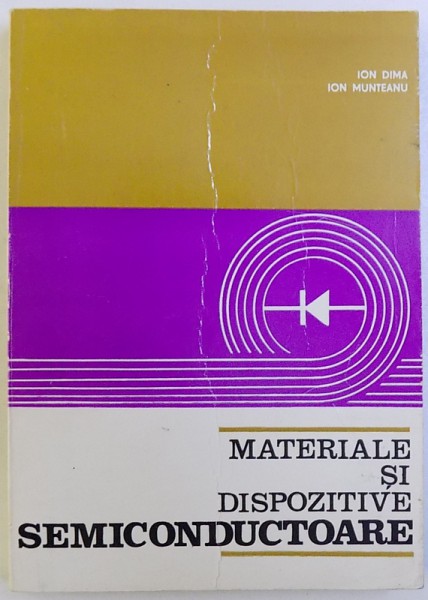 ION DIMA
ION MUNTEANU
MATERIALE
ȘI
DISPOZITIVE
SEMICONDUCTOARE